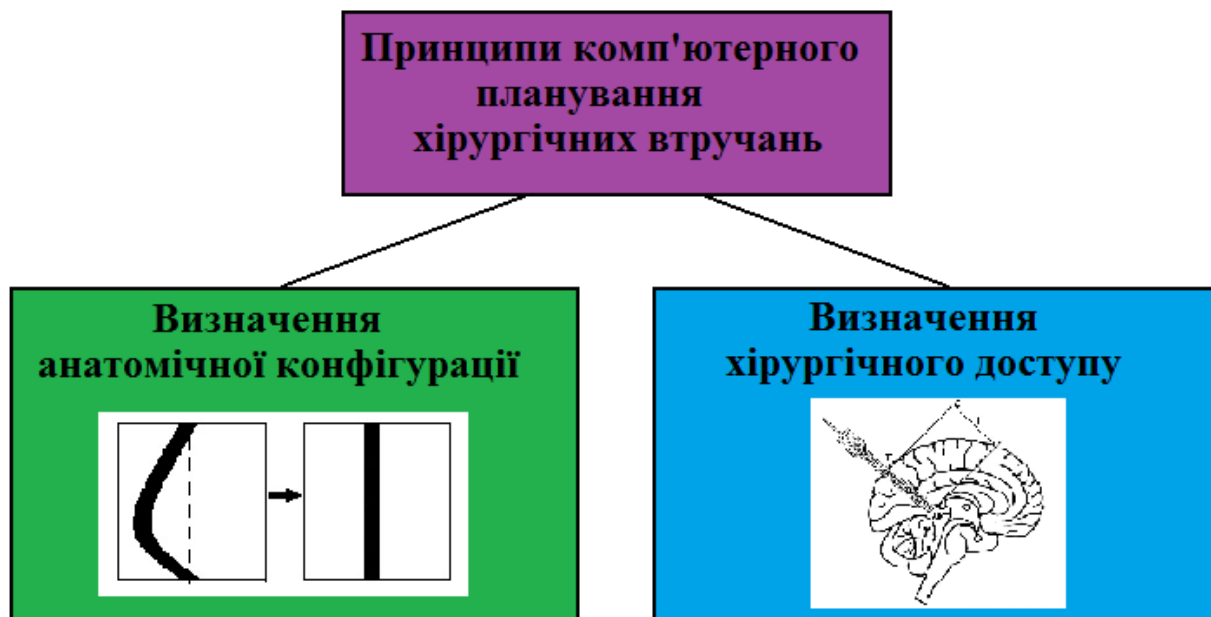 Принципи комп'ютерного
планування
хірургічних втручань
Визначення
анатомічної конфігурації
Визначення
хірургічного доступу